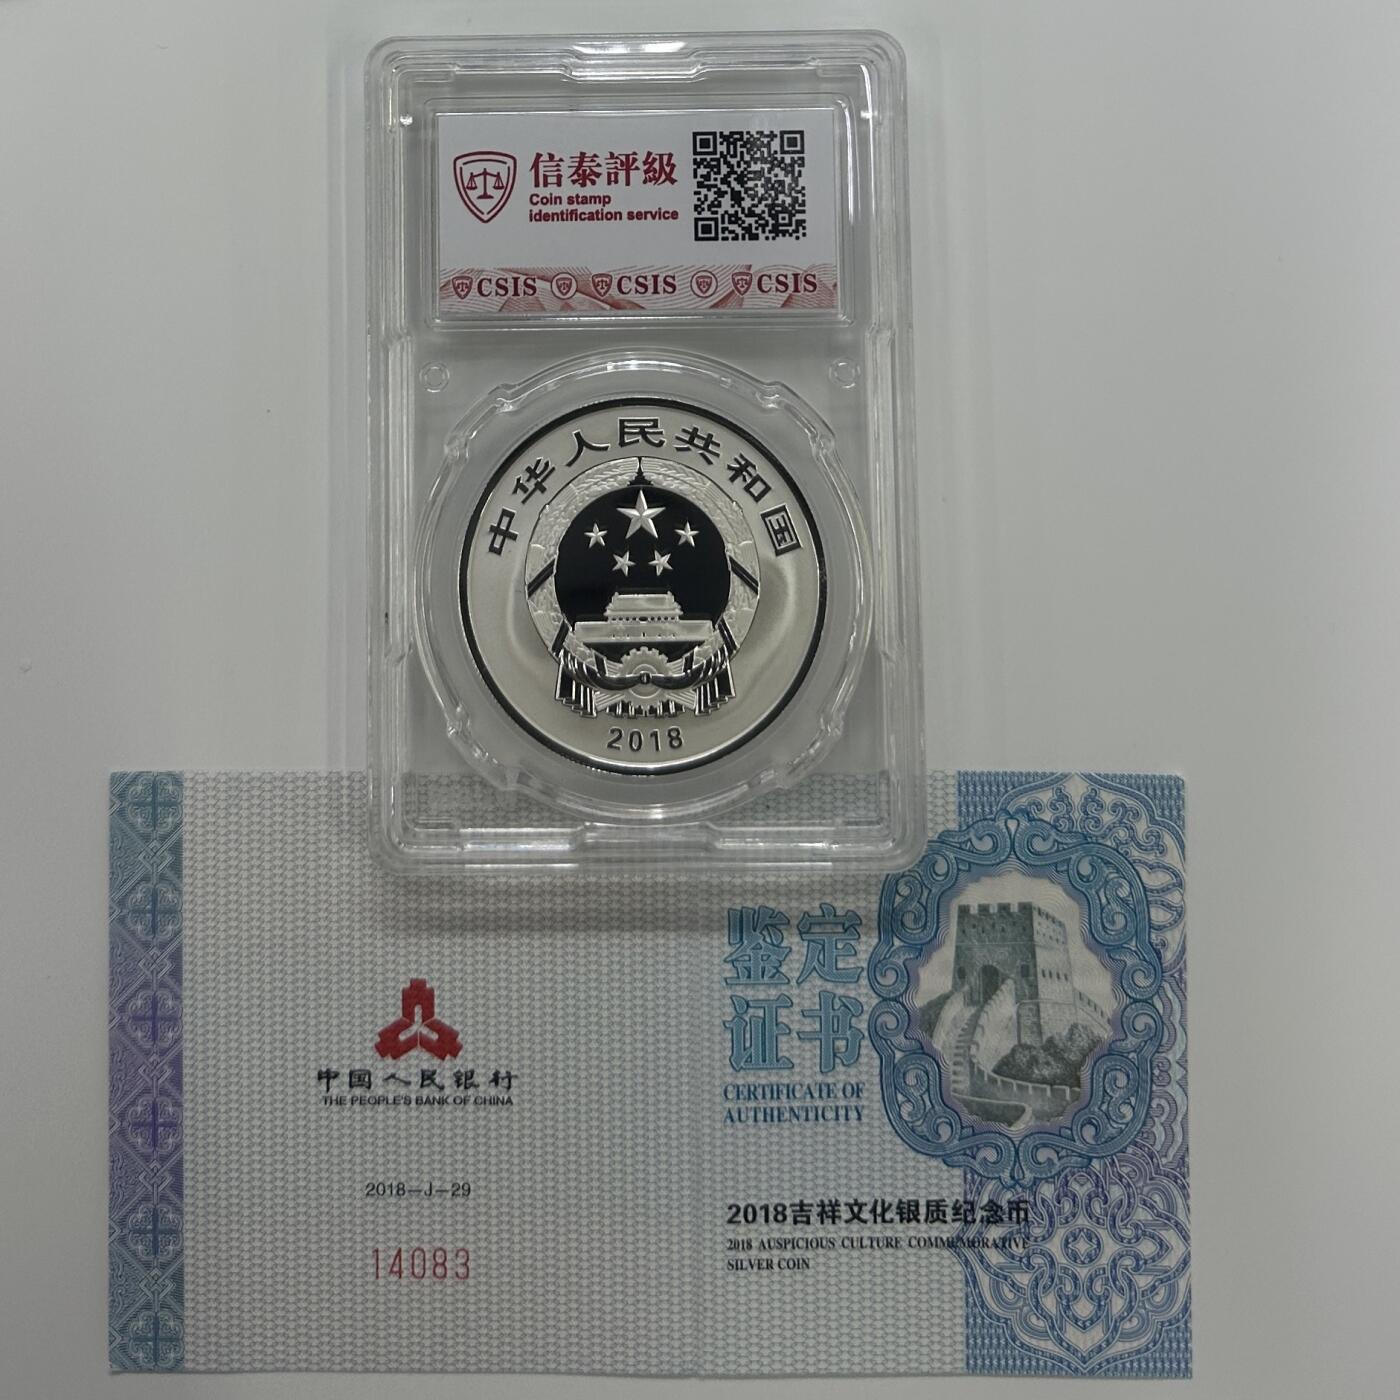 信泰評級
Coin stamp
identification service
CSIS CSIS CSIS
中华人民共和国
2018
鉴定
证书
CERTIFICATE OF
AUTHENTICITY
中国人民银行
THE PEOPLE'S BANK OF CHINA
2018-J-29
14083
2018吉祥文化银质纪念币
2018 AUSPICIOUS CULTURE COMMEMORATIVE
SILVER COIN